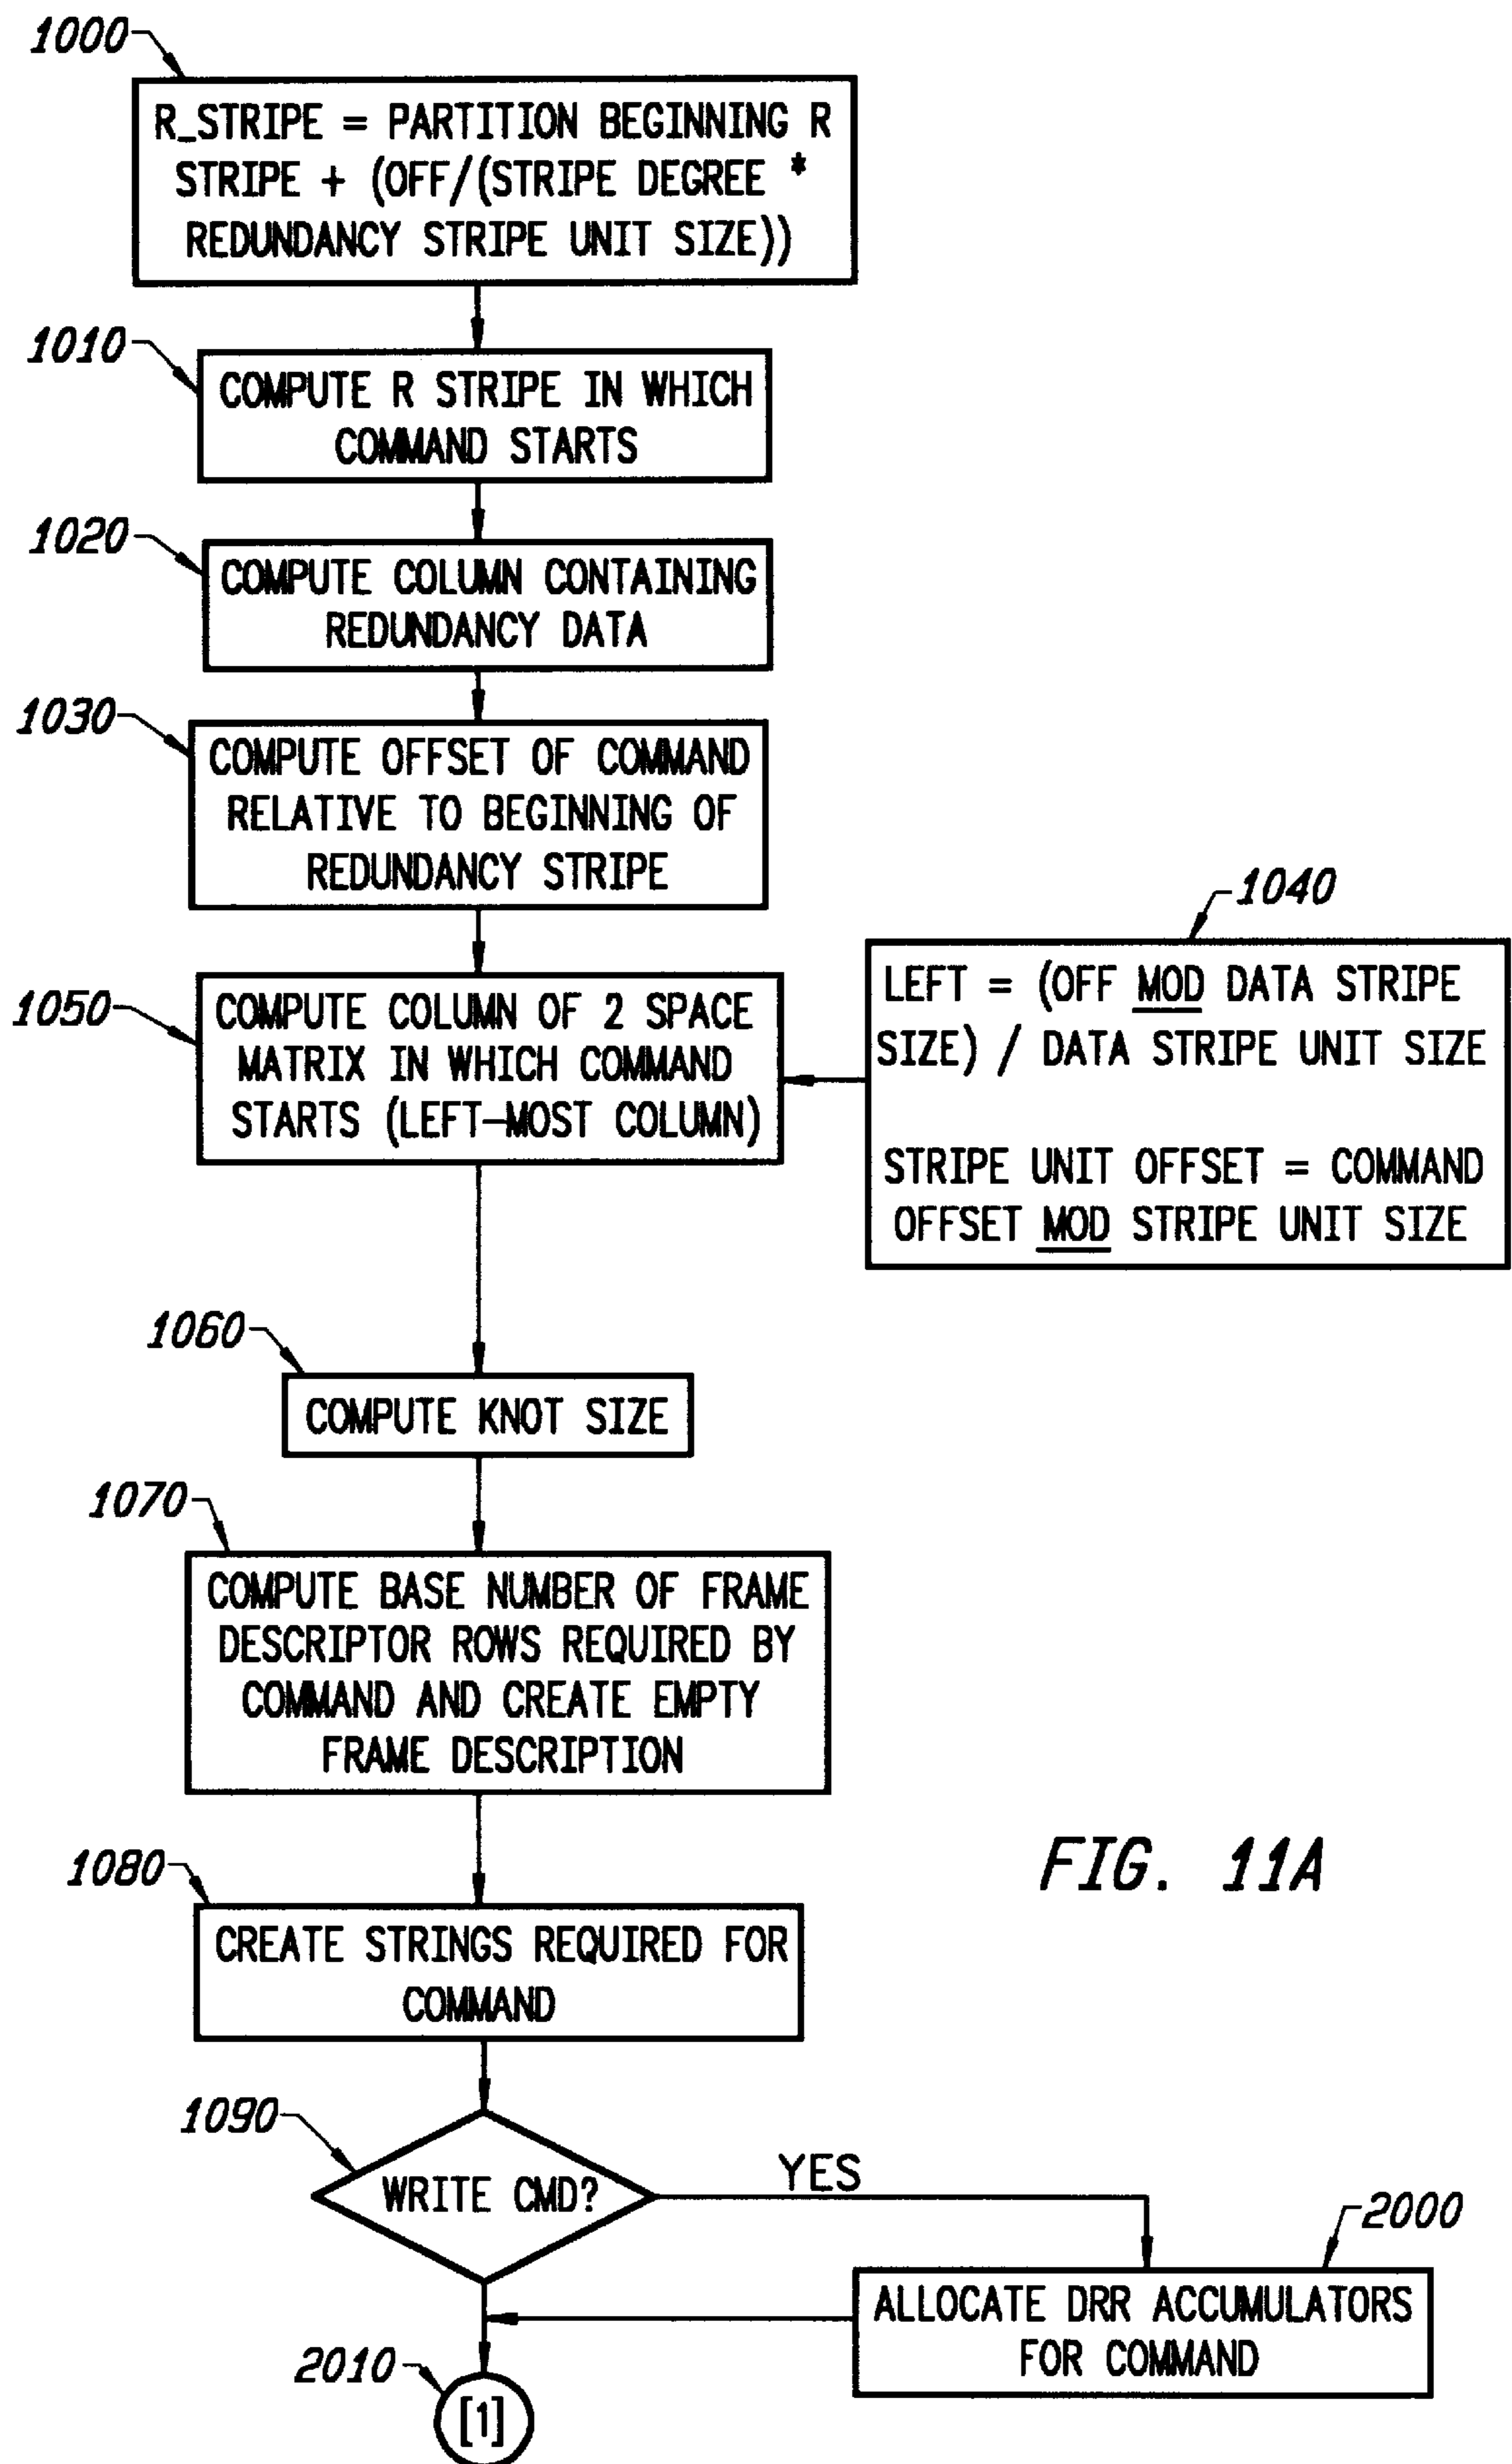 1000
R_STRIPE = PARTITION BEGINNING R
STRIPE + (OFF/(STRIPE DEGREE *
REDUNDANCY STRIPE UNIT SIZE))
1010
COMPUTE R STRIPE IN WHICH
COMMAND STARTS
1020
COMPUTE COLUMN CONTAINING
REDUNDANCY DATA
1030
COMPUTE OFFSET OF COMMAND
RELATIVE TO BEGINNING OF
REDUNDANCY STRIPE
1040
LEFT = (OFF MOD DATA STRIPE
SIZE) / DATA STRIPE UNIT SIZE
STRIPE UNIT OFFSET = COMMAND
OFFSET MOD STRIPE UNIT SIZE
1050
COMPUTE COLUMN OF 2 SPACE
MATRIX IN WHICH COMMAND
STARTS (LEFT-MOST COLUMN)
1060
COMPUTE KNOT SIZE
1070
COMPUTE BASE NUMBER OF FRAME
DESCRIPTOR ROWS REQUIRED BY
COMMAND AND CREATE EMPTY
FRAME DESCRIPTION
FIG. 11A
1080
CREATE STRINGS REQUIRED FOR
COMMAND
1090
WRITE CMD?
YES
2000
ALLOCATE DRR ACCUMULATORS
FOR COMMAND
2010
[1]